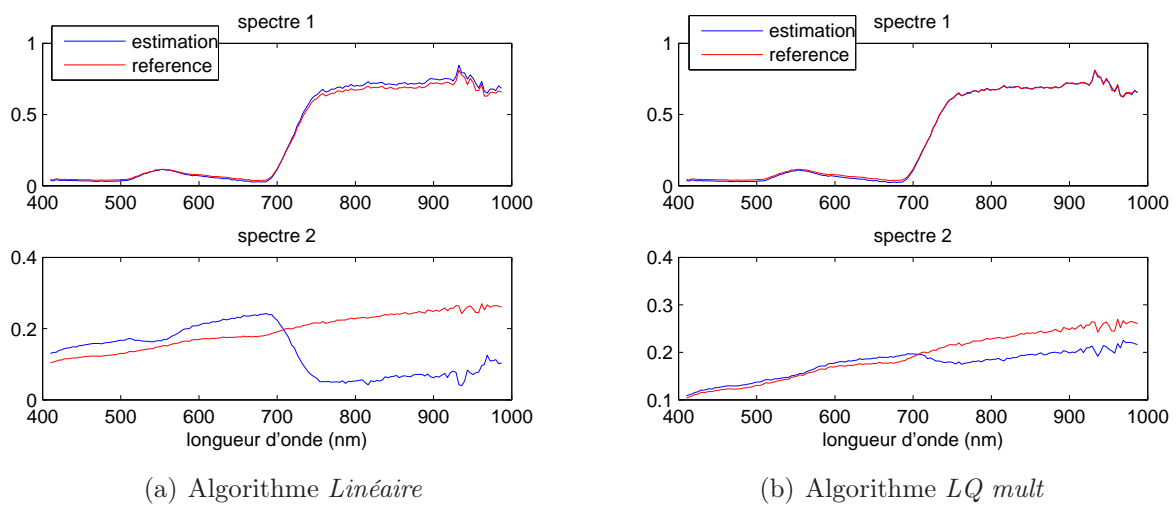 spectre 1
estimation
reference
1
0.5
0
400 500 600 700 800 900 1000
spectre 2
0.4
0.2
0
400 500 600 700 800 900 1000
longueur d'onde (nm)
(a) Algorithme Linéaire
spectre 1
estimation
reference
1
0.5
0
400 500 600 700 800 900 1000
spectre 2
0.4
0.3
0.2
0.1
400 500 600 700 800 900 1000
longueur d'onde (nm)
(b) Algorithme LQ mult